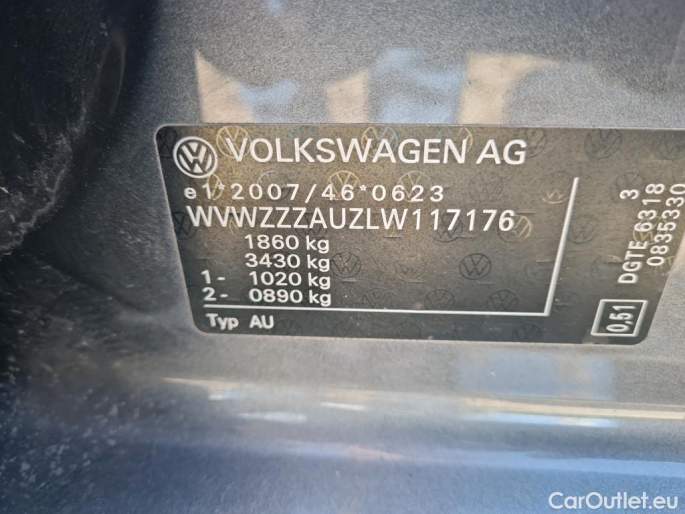 VOLKSWAGEN AG
e1*2007/46*0623
WVWZZZAUZLW117176
1860 kg
3430 kg
1- 1020 kg
2- 0890 kg
Typ AU
3
DGTE 6318
0835330
0,51
CarOutlet.eu